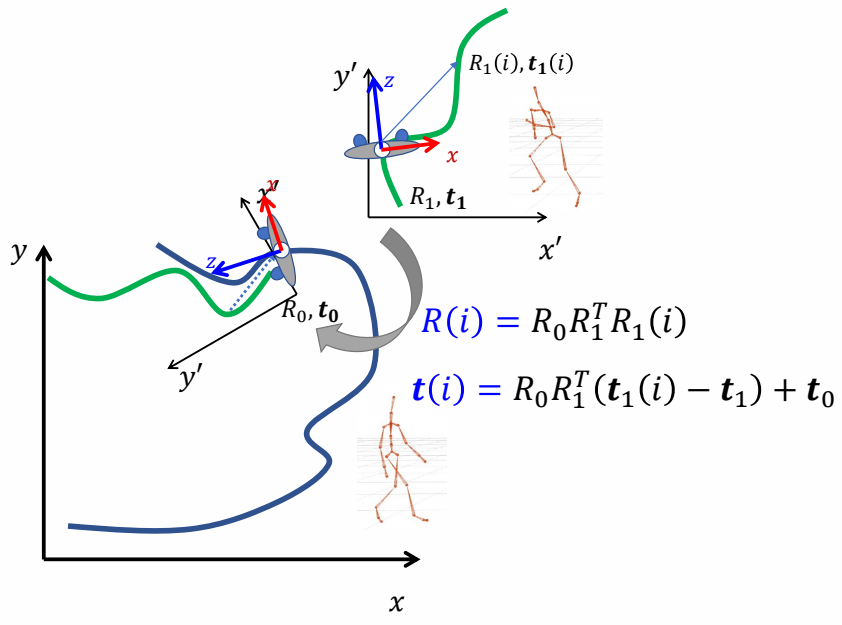 y′
z
R₁(i), 𝒕₁(i)
x
R₁, 𝒕₁
x′
x′
x
z
y
R₀, 𝒕₀
y′
R(i) = R₀R₁ᵀR₁(i)
𝒕(i) = R₀R₁ᵀ(𝒕₁(i) − 𝒕₁) + 𝒕₀
x